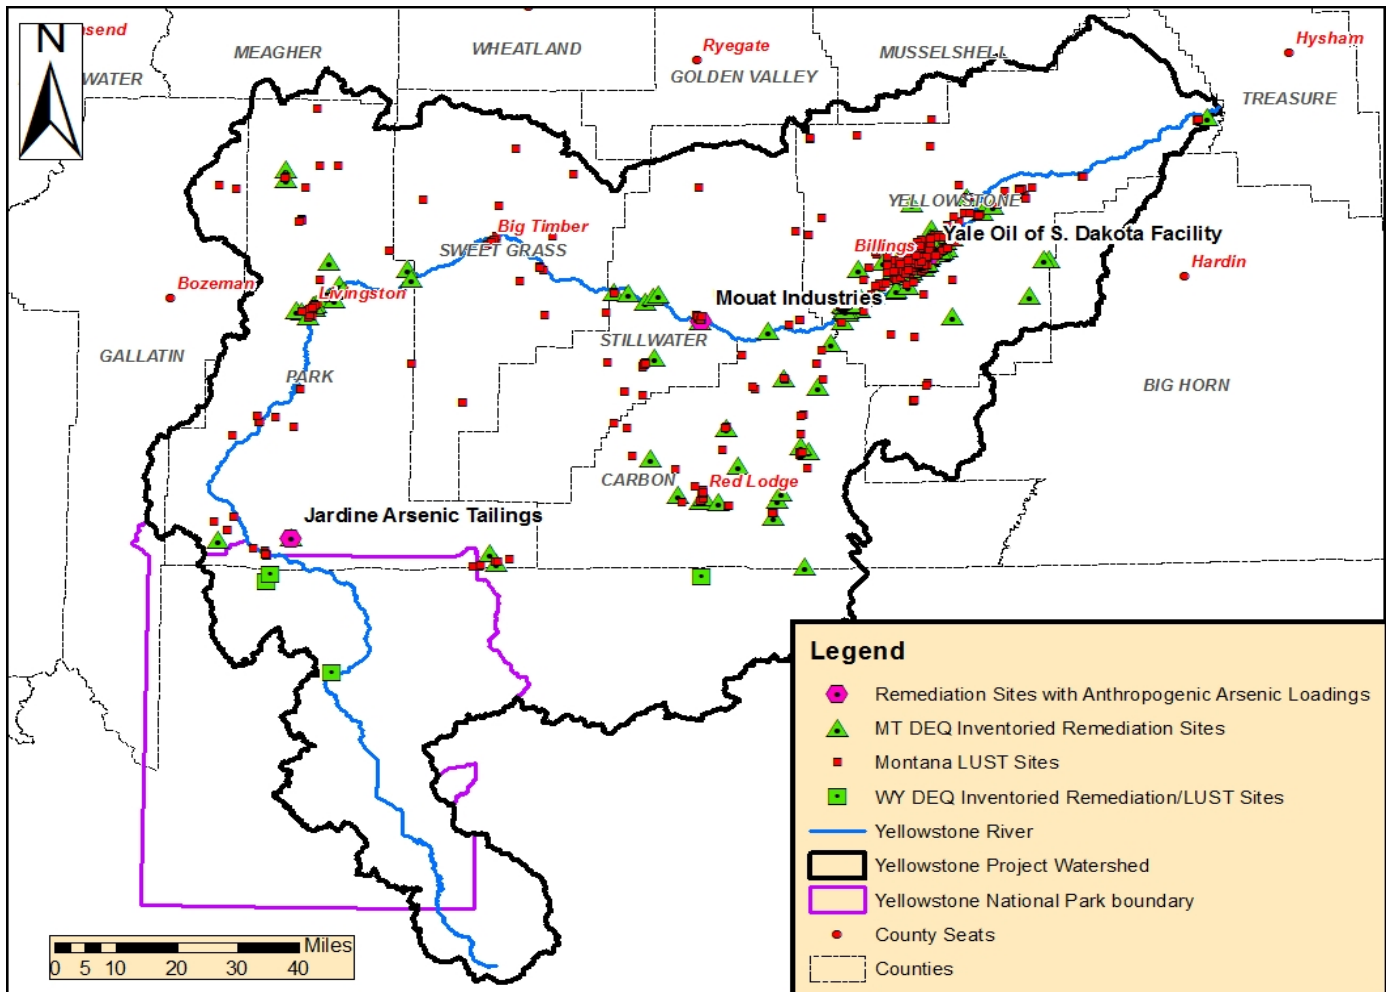 N
send
MEAGHER
WHEATLAND
Ryegate
MUSSELSHELL
Hysham
WATER
GOLDEN VALLEY
TREASURE
YELLOWSTONE
Big Timber
SWEET GRASS
Billings
Yale Oil of S. Dakota Facility
Hardin
Bozeman
Livingston
Mouat Industries
GALLATIN
STILLWATER
PARK
BIG HORN
CARBON
Red Lodge
Jardine Arsenic Tailings
Legend
Remediation Sites with Anthropogenic Arsenic Loadings
MT DEQ Inventoried Remediation Sites
Montana LUST Sites
WY DEQ Inventoried Remediation/LUST Sites
Yellowstone River
Yellowstone Project Watershed
Yellowstone National Park boundary
County Seats
Counties
Miles
0 5 10 20 30 40